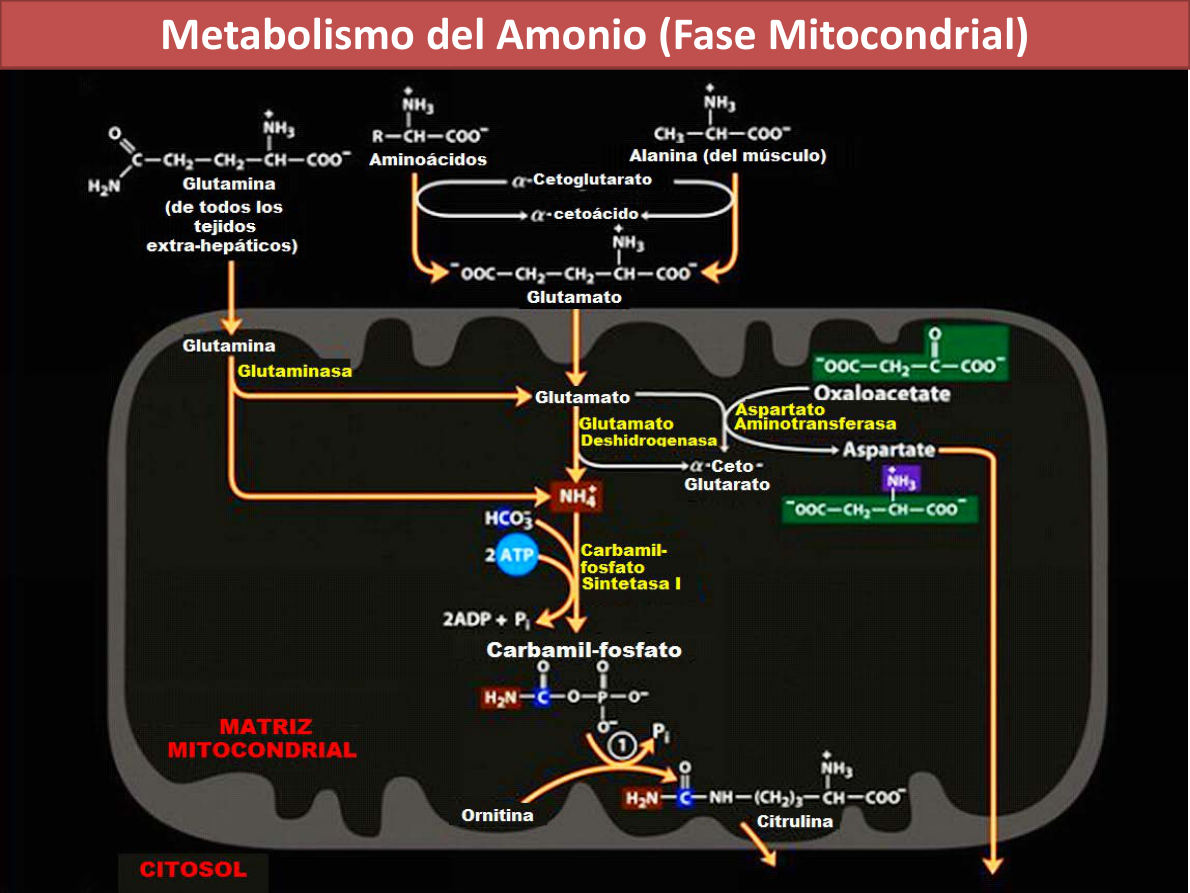 Metabolismo del Amonio (Fase Mitocondrial)
O
H₂N
C—CH₂—CH₂—CH—COO⁻
⁺NH₃
Glutamina
(de todos los
tejidos
extra-hepáticos)
⁺NH₃
R—CH—COO⁻
Aminoácidos
⁺NH₃
CH₃—CH—COO⁻
Alanina (del músculo)
α-Cetoglutarato
α-cetoácido
⁺NH₃
⁻OOC—CH₂—CH₂—CH—COO⁻
Glutamato
Glutamina
Glutaminasa
Glutamato
Glutamato
Deshidrogenasa
O
⁻OOC—CH₂—C—COO⁻
Oxaloacetate
Aspartato
Aminotransferasa
Aspartate
⁺NH₃
⁻OOC—CH₂—CH—COO⁻
α-Ceto-
Glutarato
NH₄⁺
HCO₃⁻
2 ATP
Carbamil-
fosfato
Sintetasa I
2ADP + Pᵢ
Carbamil-fosfato
O O
H₂N—C—O—P—O⁻
O⁻
1
Pᵢ
MATRIZ
MITOCONDRIAL
Ornitina
O ⁺NH₃
H₂N—C—NH—(CH₂)₃—CH—COO⁻
Citrulina
CITOSOL